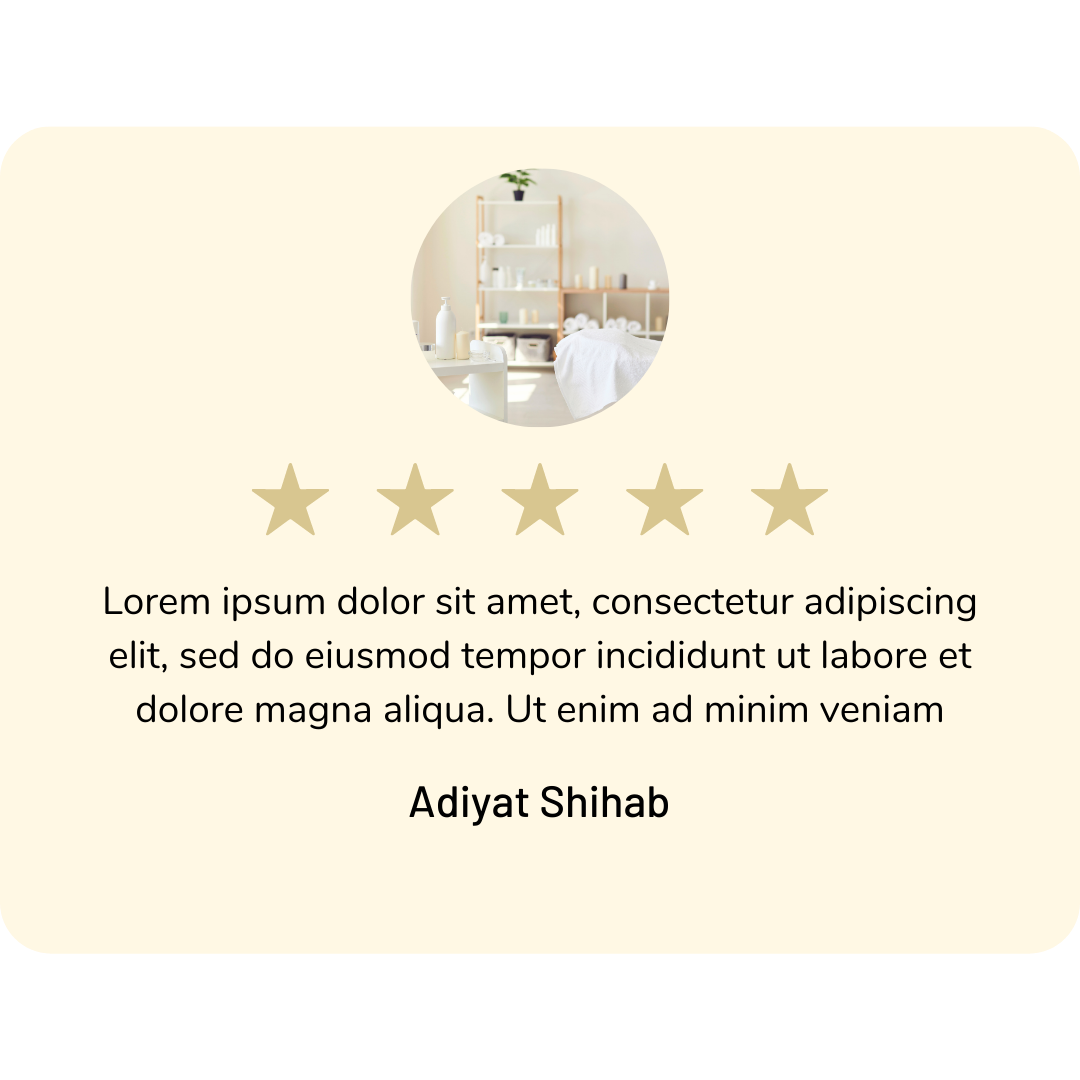 Lorem ipsum dolor sit amet, consectetur adipiscing
elit, sed do eiusmod tempor incididunt ut labore et
dolore magna aliqua. Ut enim ad minim veniam
Adiyat Shihab